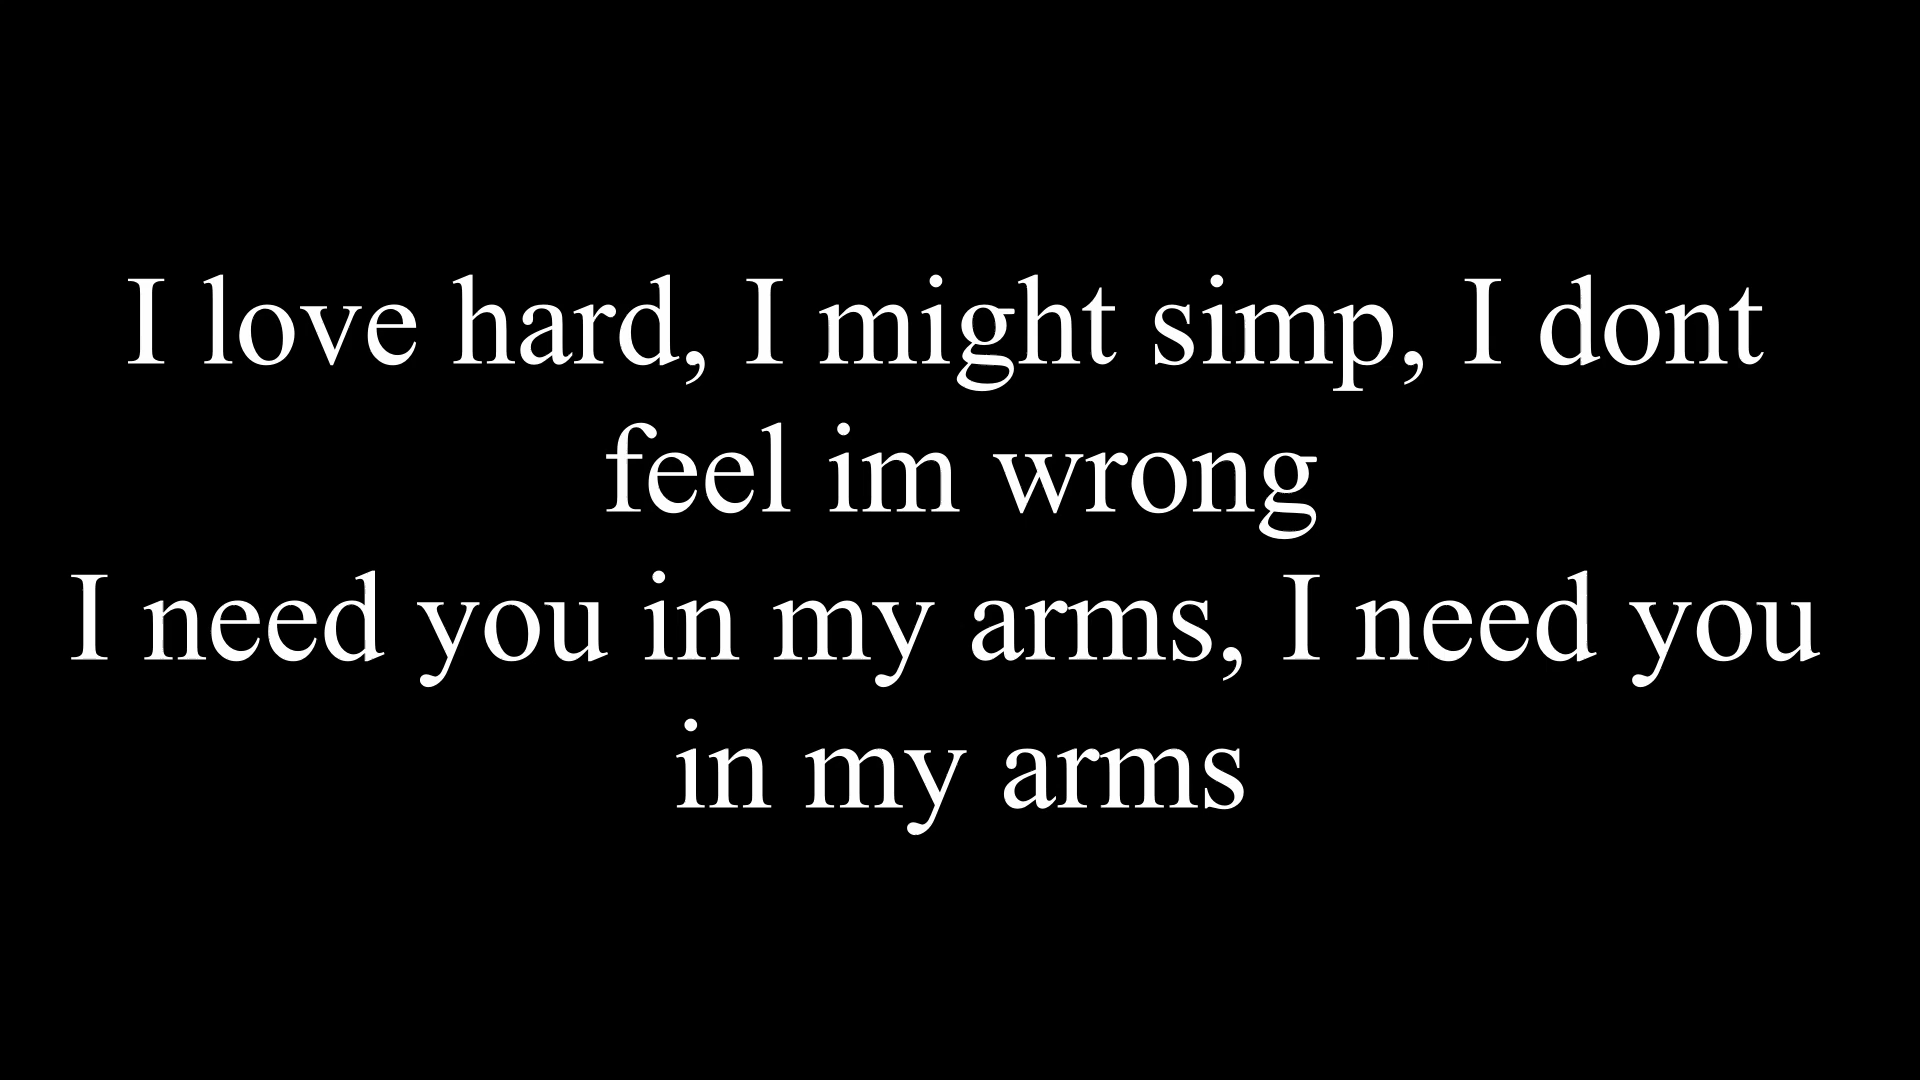 I love hard, I might simp, I dont
feel im wrong
I need you in my arms, I need you
in my arms